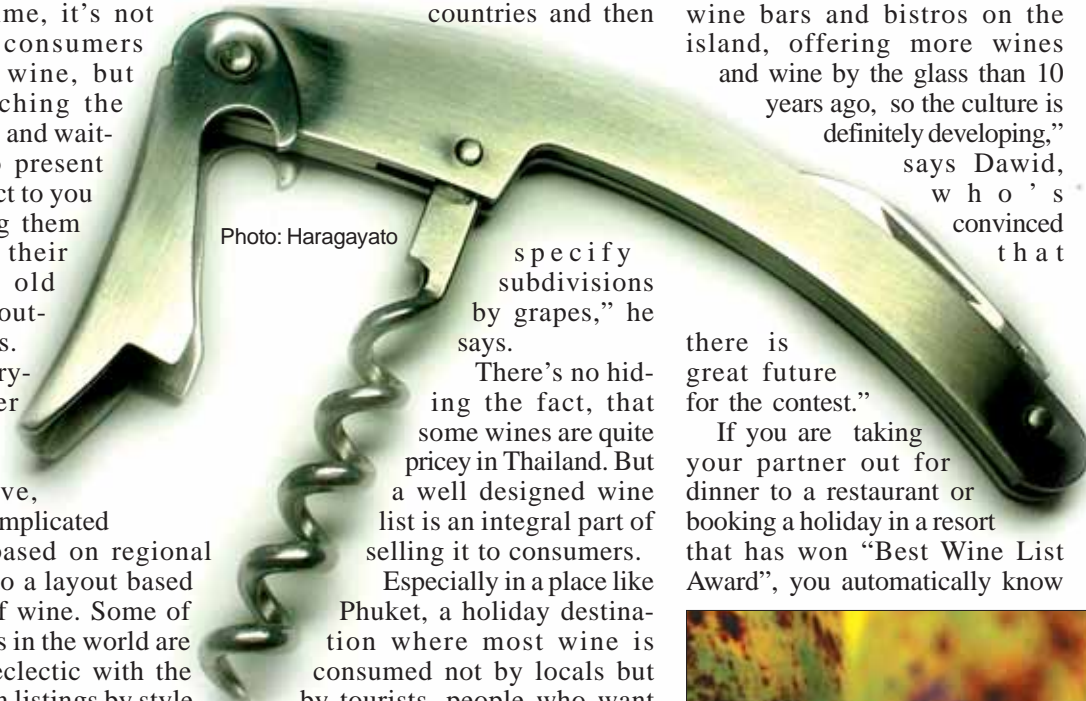 me, it's not
consumers
wine, but
ching the
and wait-
present
ct to you
g them
their
old
out-
s.
ry-
er
ve,
mplicated
ased on regional
o a layout based
f wine. Some of
s in the world are
eclectic with the
listings by style
Photo: Haragayato
countries and then
specify
subdivisions
by grapes,” he
says.
There's no hid-
ing the fact, that
some wines are quite
pricey in Thailand. But
a well designed wine
list is an integral part of
selling it to consumers.
Especially in a place like
Phuket, a holiday destina-
tion where most wine is
consumed not by locals but
by tourists, people who want
wine bars and bistros on the
island, offering more wines
and wine by the glass than 10
years ago, so the culture is
definitely developing,”
says Dawid,
who's
convinced
that
there is
great future
for the contest.”
If you are taking
your partner out for
dinner to a restaurant or
booking a holiday in a resort
that has won “Best Wine List
Award”, you automatically know